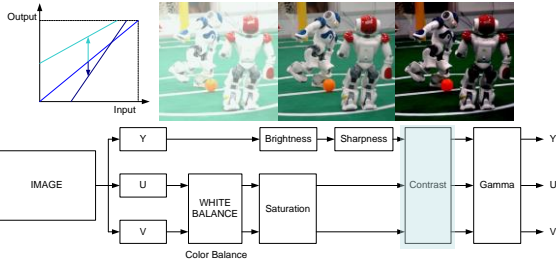 Output
Input
Y
Brightness
Sharpness
Y
IMAGE
U
WHITE
BALANCE
Saturation
Contrast
Gamma
U
V
V
Color Balance